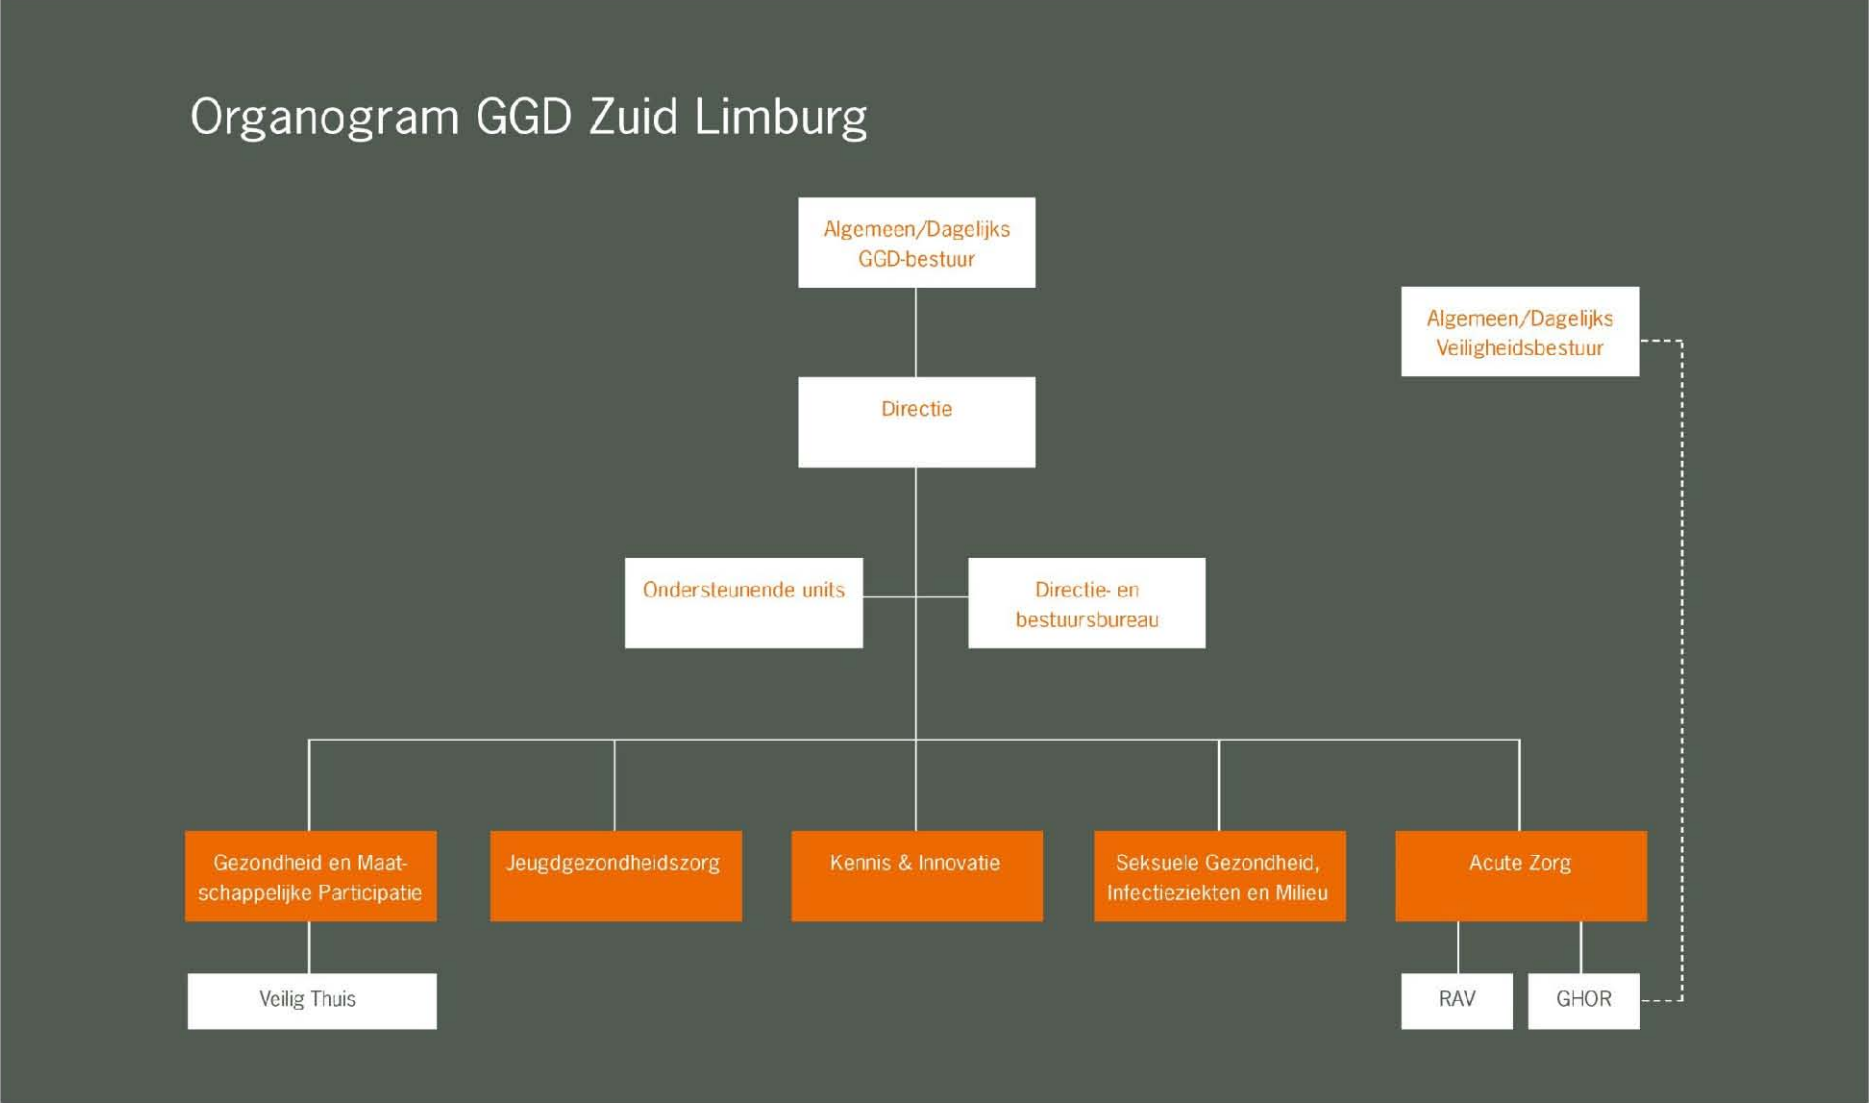 Organogram GGD Zuid Limburg
Algemeen/Dagelijks
GGD-bestuur
Algemeen/Dagelijks
Veiligheidsbestuur
Directie
Ondersteunende units
Directie- en
bestuursbureau
Gezondheid en Maat-
schappelijke Participatie
Jeugdgezondheidszorg
Kennis & Innovatie
Seksuele Gezondheid,
Infectieziekten en Milieu
Acute Zorg
Veilig Thuis
RAV
GHOR